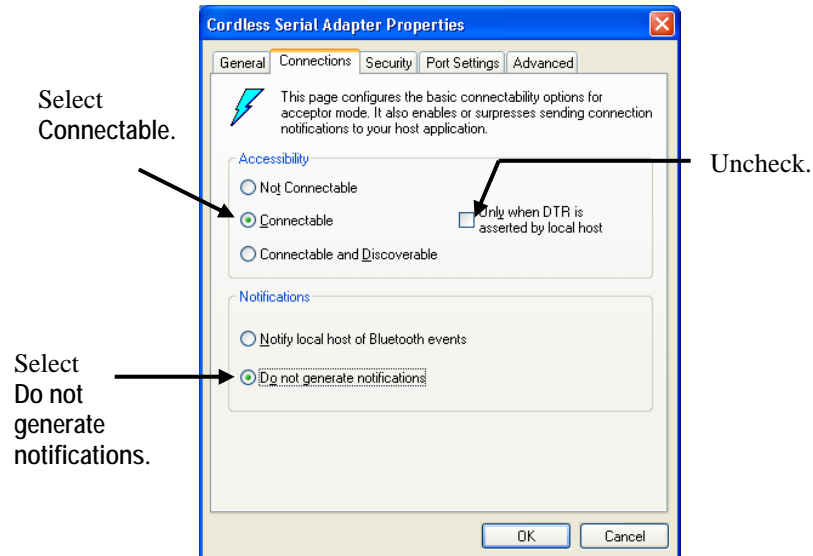 Cordless Serial Adapter Properties
General Connections Security Port Settings Advanced
This page configures the basic connectability options for
acceptor mode. It also enables or surpresses sending connection
notifications to your host application.
Select
Connectable.
Accessibility
Not Connectable
Connectable
Only when DTR is
asserted by local host
Connectable and Discoverable
Uncheck.
Notifications
Notify local host of Bluetooth events
Do not generate notifications
Select
Do not
generate
notifications.
OK Cancel